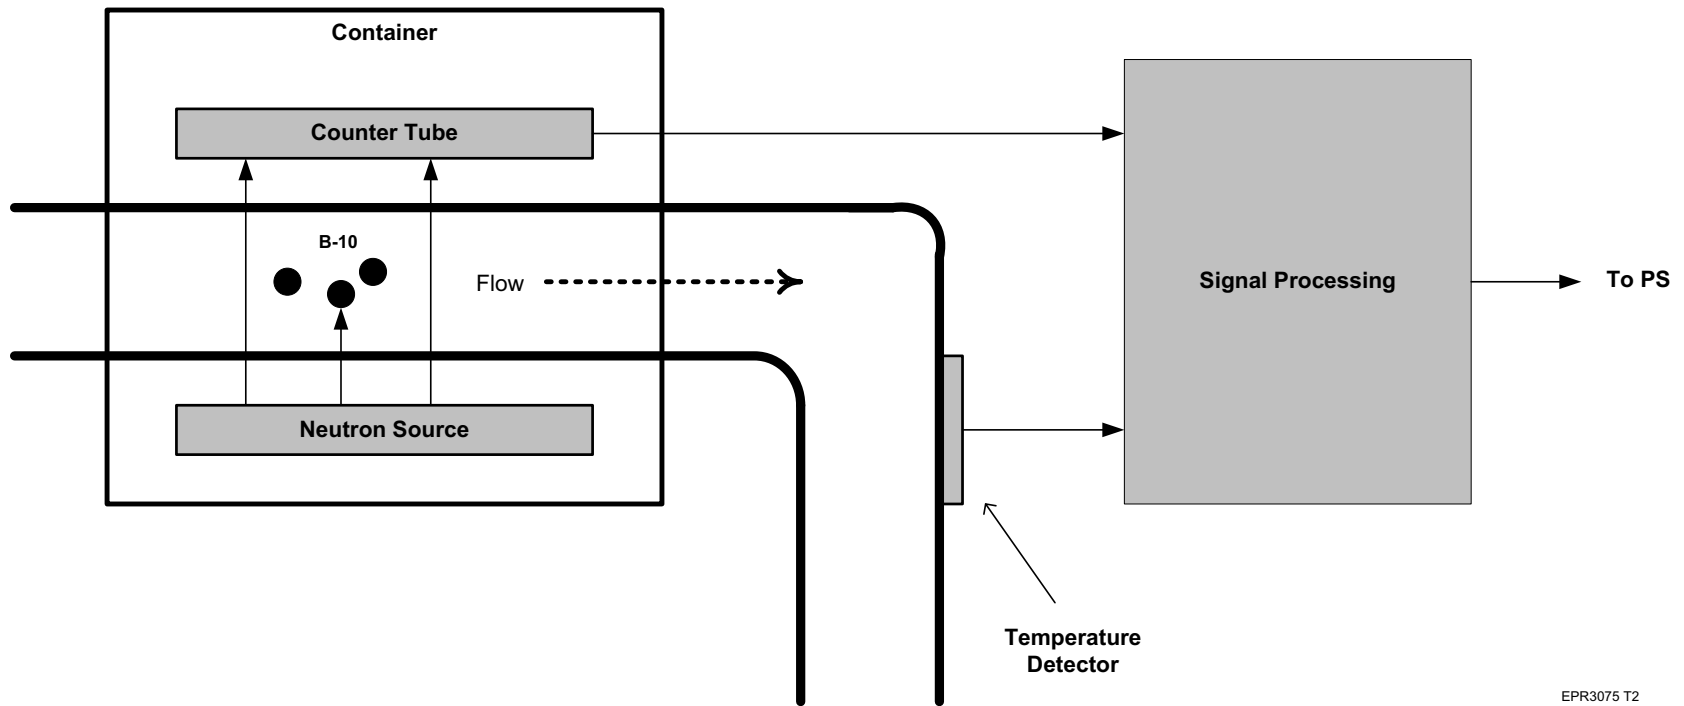 Container
Counter Tube
B-10
Flow
Signal Processing
To PS
Neutron Source
Temperature
Detector
EPR3075 T2